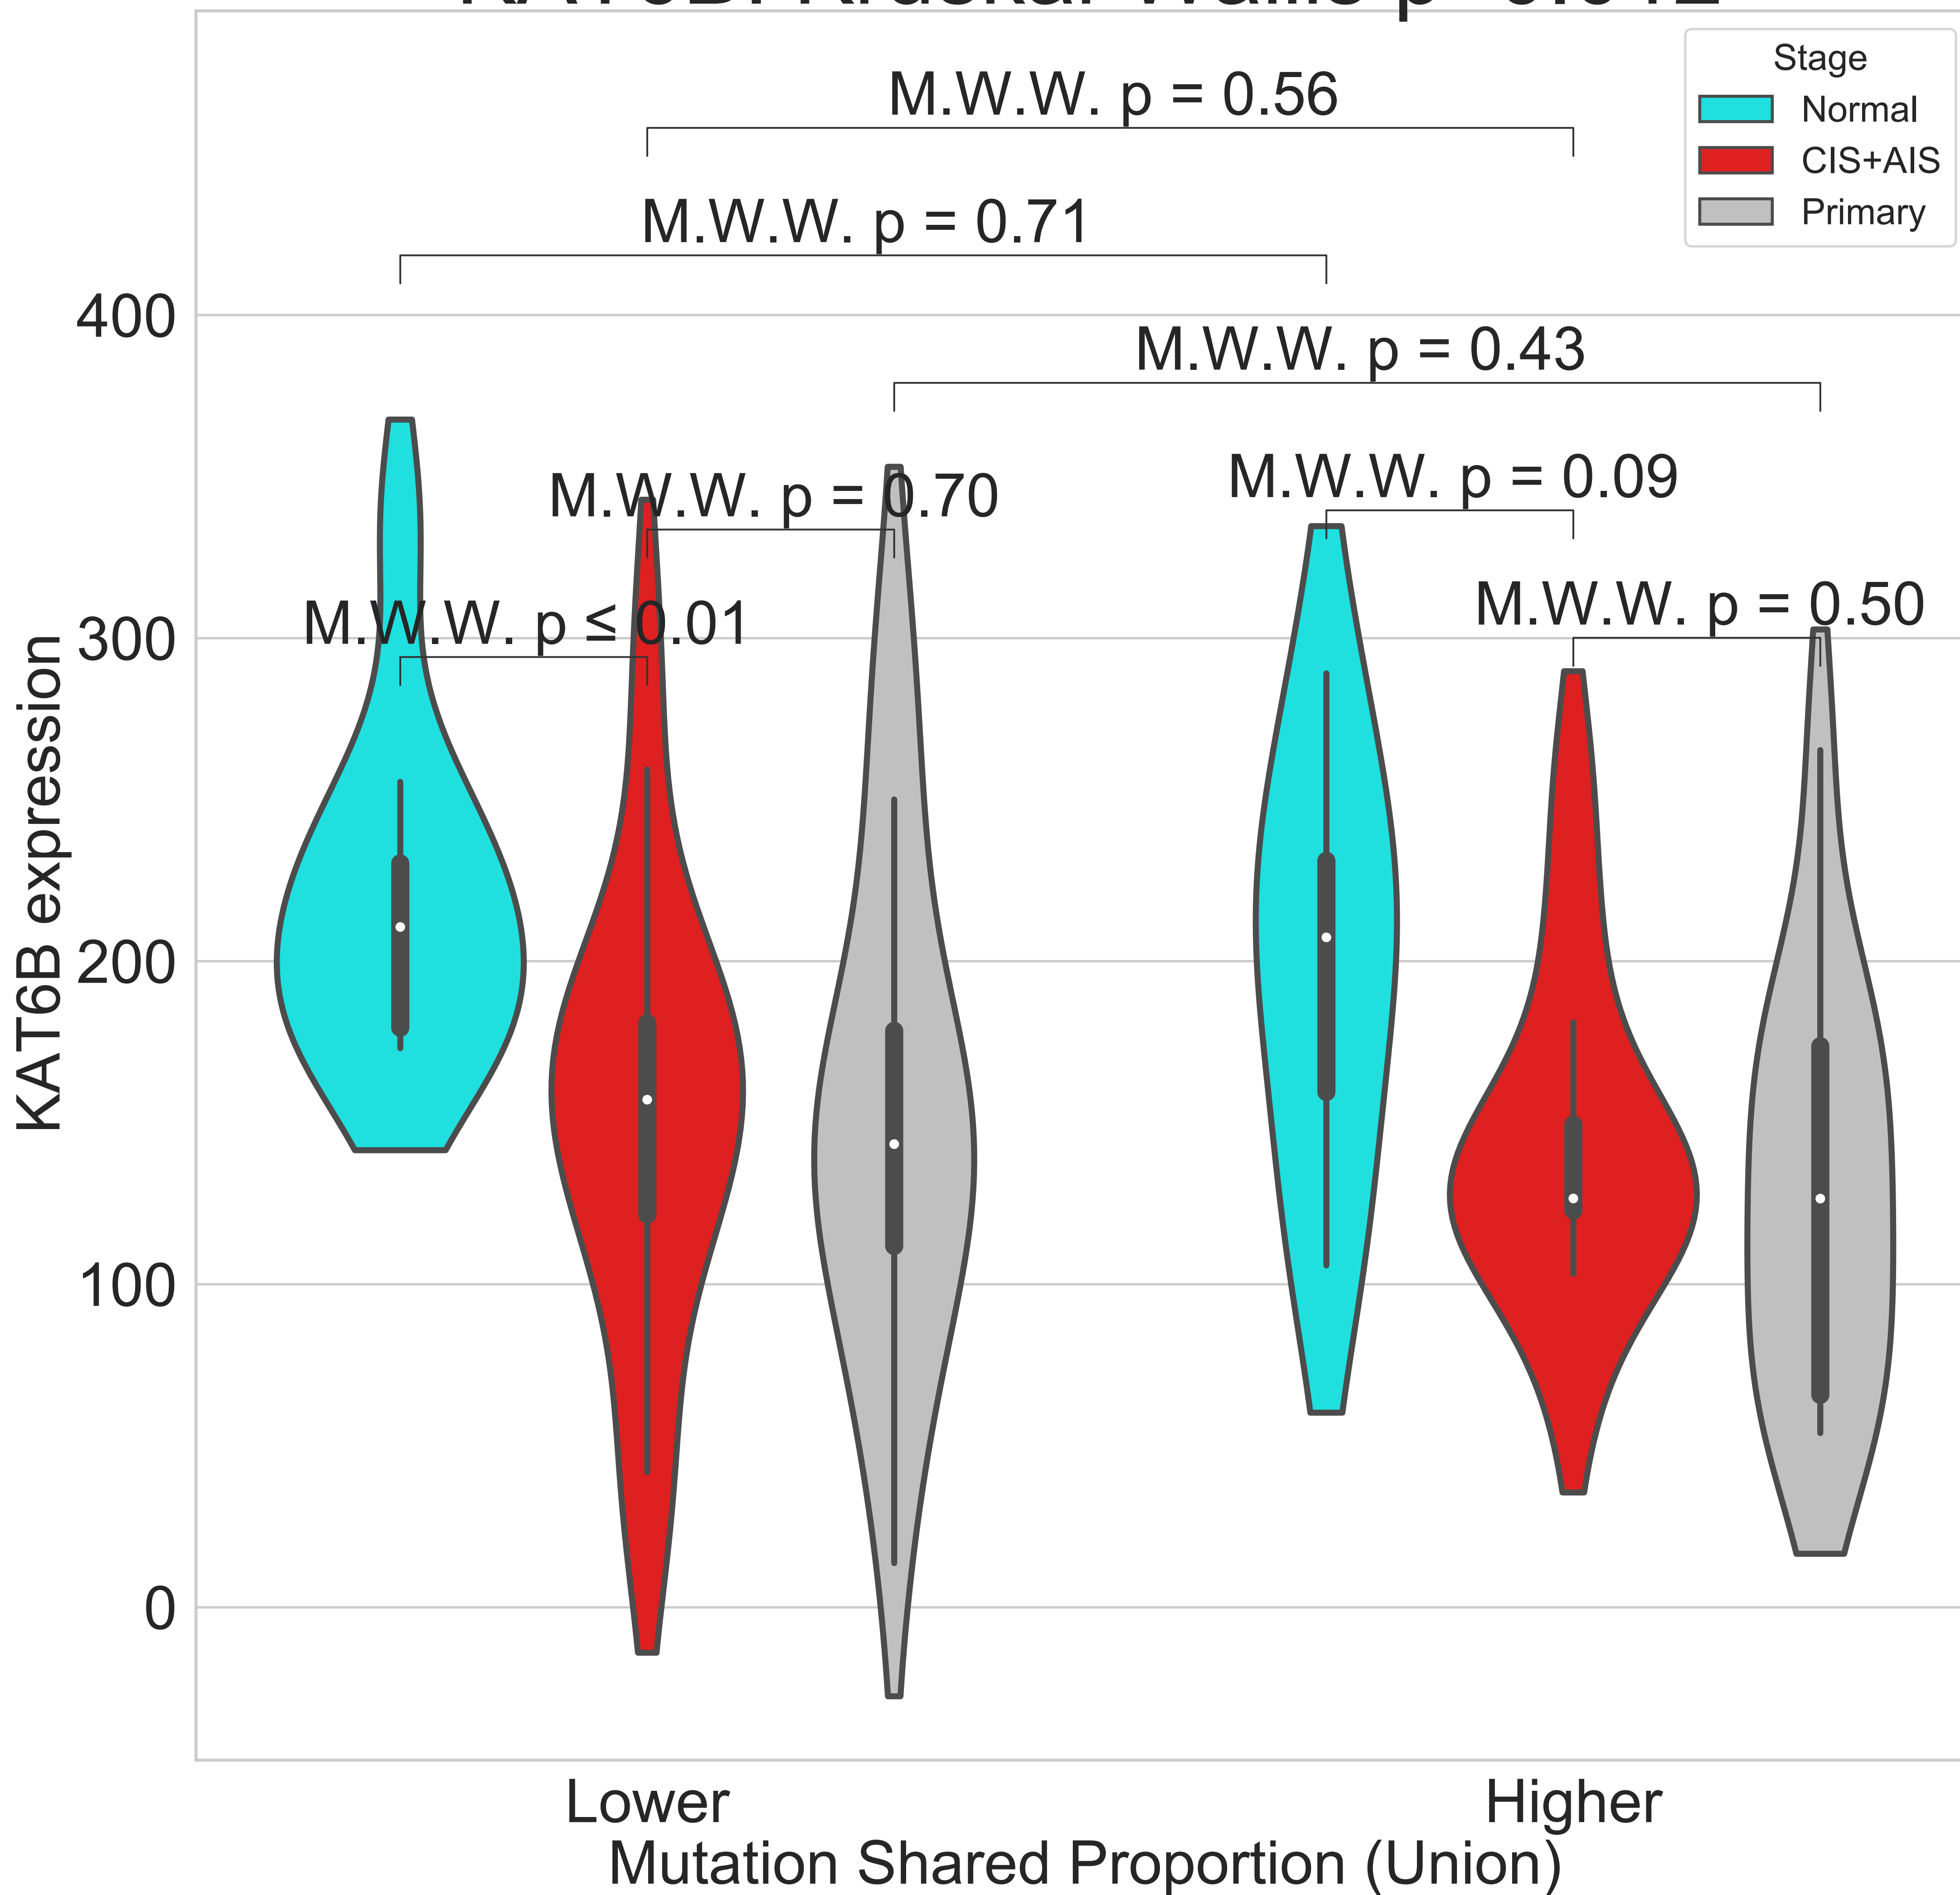 Stage
Normal
CIS+AIS
Primary
M.W.W. p = 0.56
M.W.W. p = 0.71
M.W.W. p = 0.43
M.W.W. p = 0.70
M.W.W. p = 0.09
M.W.W. p ≤ 0.01
M.W.W. p = 0.50
KAT6B expression
400
300
200
100
0
Lower
Higher
Mutation Shared Proportion (Union)